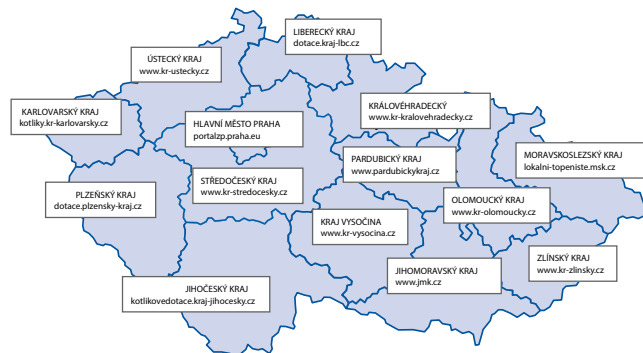 LIBERECKÝ KRAJ
dotace.kraj-lbc.cz
ÚSTECKÝ KRAJ
www.kr-ustecky.cz
KARLOVARSKÝ KRAJ
kotliky.kr-karlovarsky.cz
HLAVNÍ MĚSTO PRAHA
portalzp.praha.eu
KRÁLOVÉHRADECKÝ
www.kr-kralovehradecky.cz
PARDUBICKÝ KRAJ
www.pardubickykraj.cz
MORAVSKOSLEZSKÝ KRAJ
lokalni-topeniste.msk.cz
PLZEŇSKÝ KRAJ
dotace.plzensky-kraj.cz
STŘEDOČESKÝ KRAJ
www.kr-stredocesky.cz
OLOMOUCKÝ KRAJ
www.kr-olomoucky.cz
KRAJ VYSOČINA
www.kr-vysocina.cz
ZLÍNSKÝ KRAJ
www.kr-zlinsky.cz
JIHOMORAVSKÝ KRAJ
www.jmk.cz
JIHOČESKÝ KRAJ
kotlikovedotace.kraj-jihocesky.cz